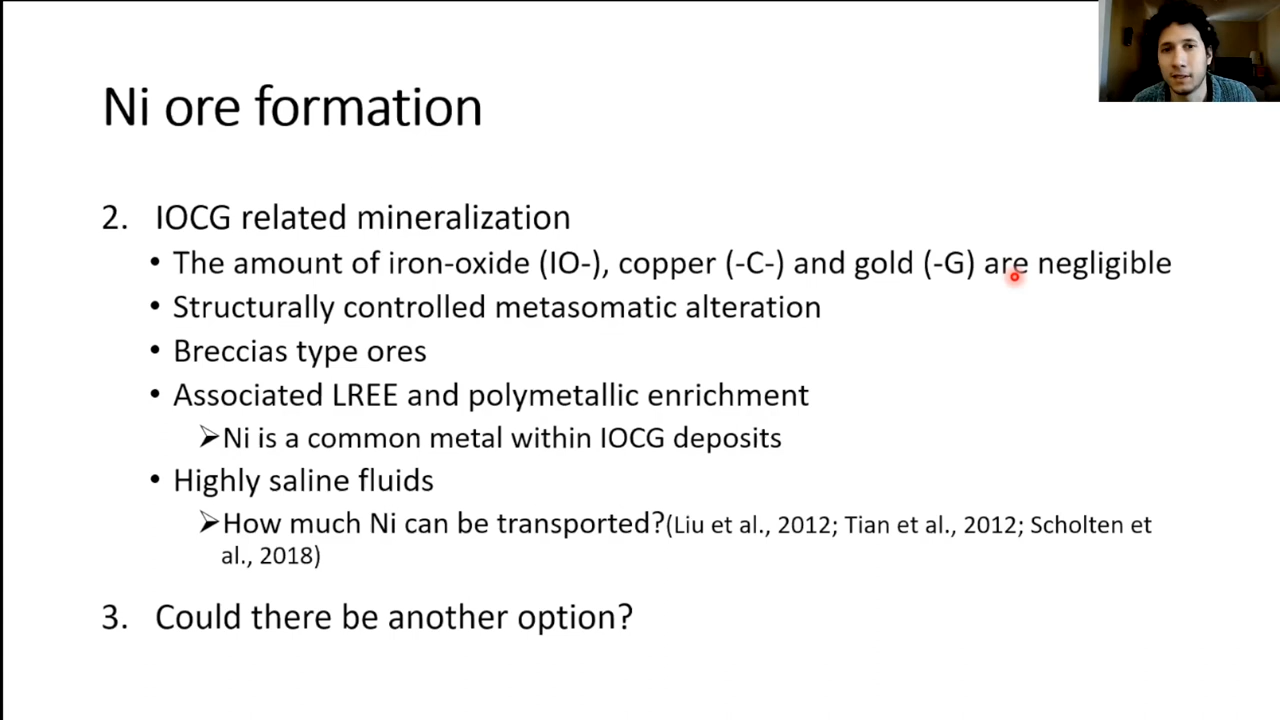 Ni ore formation
2. IOCG related mineralization
• The amount of iron-oxide (IO-), copper (-C-) and gold (-G) are negligible
• Structurally controlled metasomatic alteration
• Breccias type ores
• Associated LREE and polymetallic enrichment
➢Ni is a common metal within IOCG deposits
• Highly saline fluids
➢How much Ni can be transported?(Liu et al., 2012; Tian et al., 2012; Scholten et
al., 2018)
3. Could there be another option?